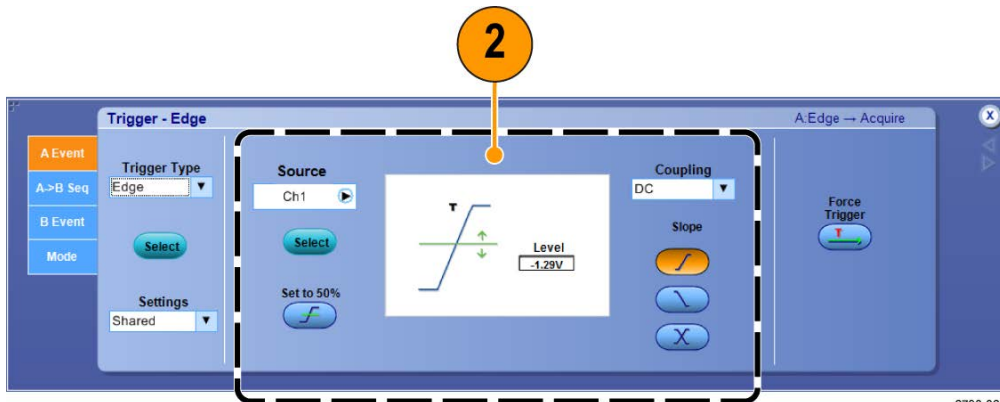 2
Trigger - Edge
A:Edge → Acquire
X
A Event
A->B Seq
B Event
Mode
Trigger Type
Edge
Select
Settings
Shared
Source
Ch1
Select
Set to 50%
T
Level
-1.29V
Coupling
DC
Slope
Force
Trigger
T